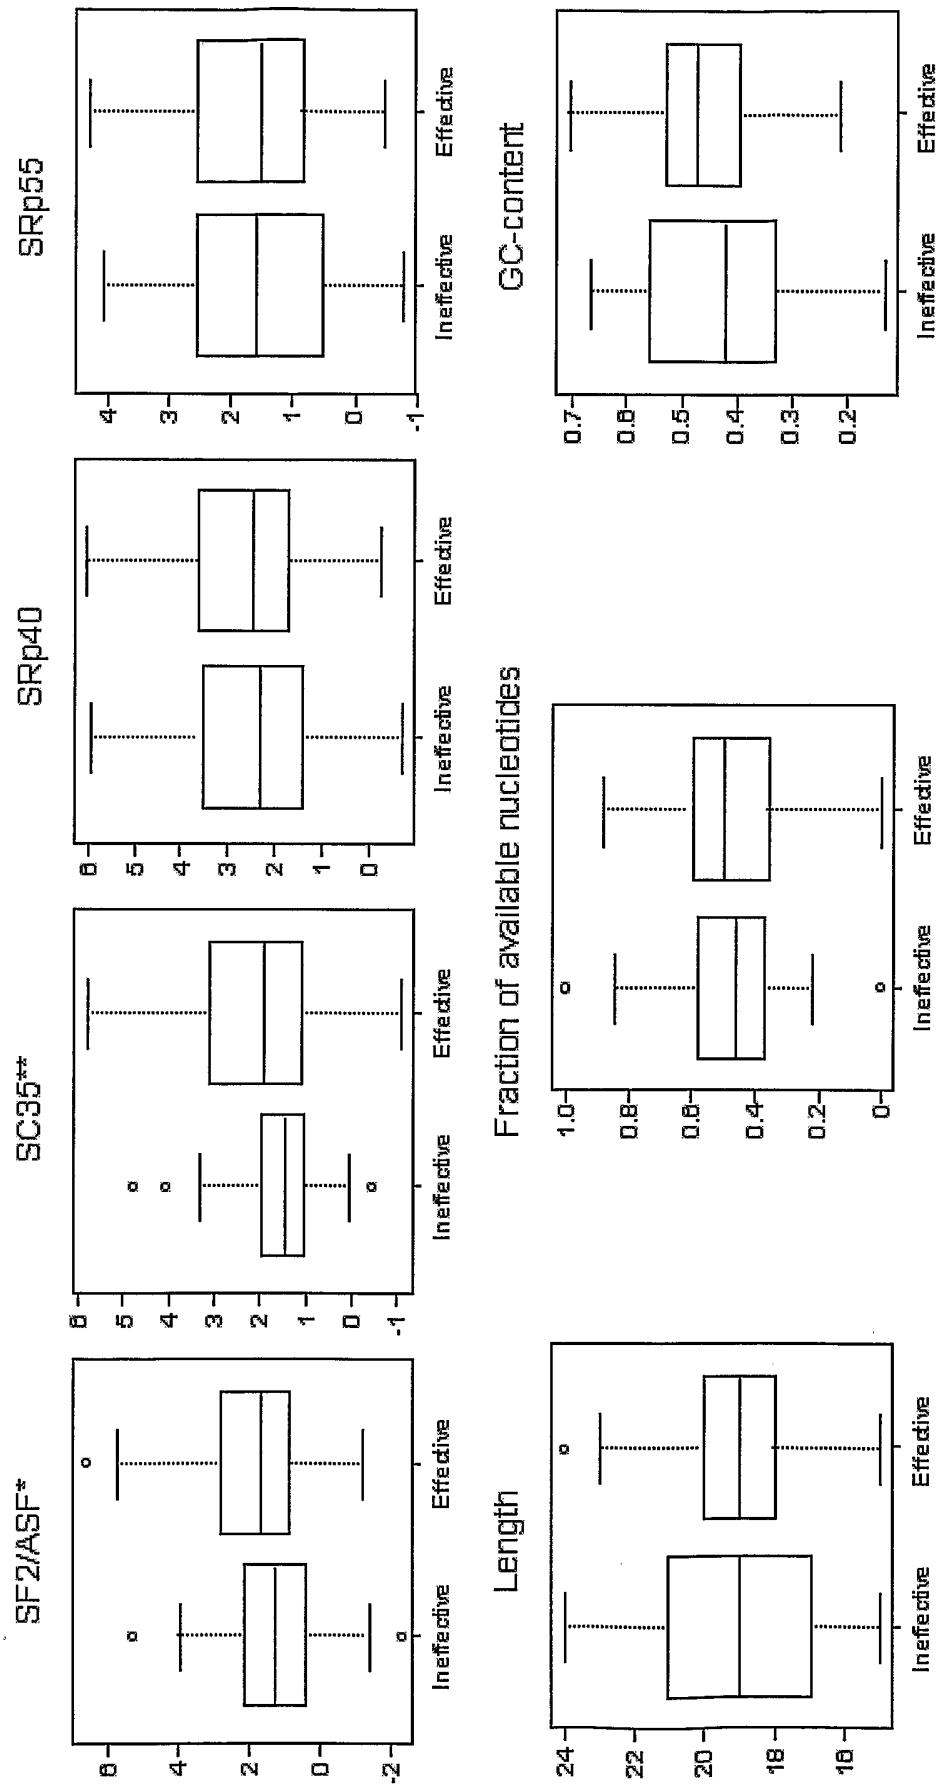 SF2/ASF*
6
4
2
0
-2
Ineffective
Effective
SC35**
6
5
4
3
2
1
0
-1
Ineffective
Effective
SRp40
6
5
4
3
2
1
0
Ineffective
Effective
SRp55
4
3
2
1
0
-1
Ineffective
Effective
Length
24
22
20
18
16
Ineffective
Effective
Fraction of available nucleotides
1.0
0.8
0.6
0.4
0.2
0
Ineffective
Effective
GC-content
0.7
0.6
0.5
0.4
0.3
0.2
Ineffective
Effective